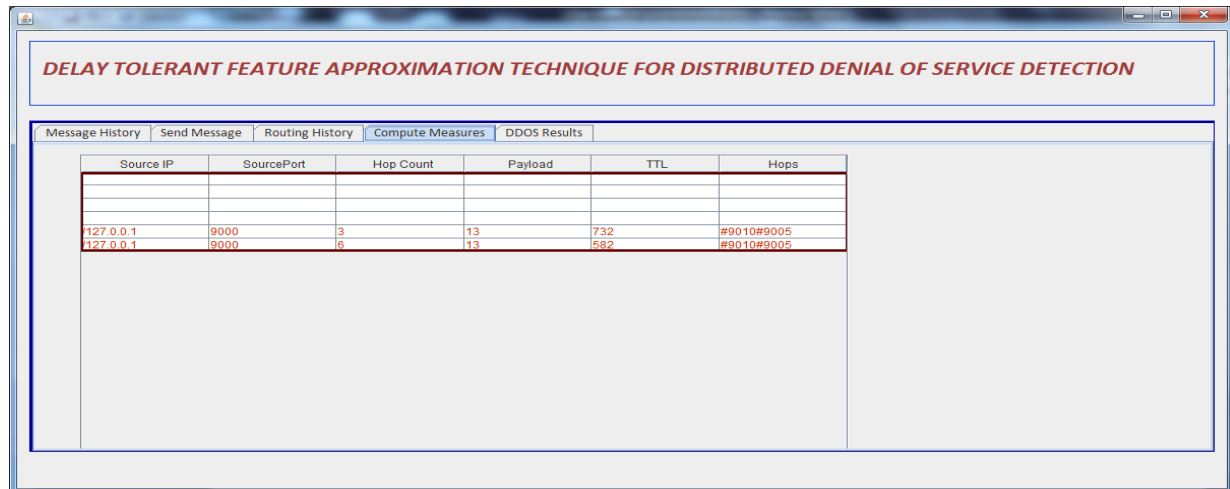 DELAY TOLERANT FEATURE APPROXIMATION TECHNIQUE FOR DISTRIBUTED DENIAL OF SERVICE DETECTION
Message History Send Message Routing History Compute Measures DDOS Results
Source IP SourcePort Hop Count Payload TTL Hops
/127.0.0.1 9000 3 13 732 #9010#9005
/127.0.0.1 9000 6 13 582 #9010#9005